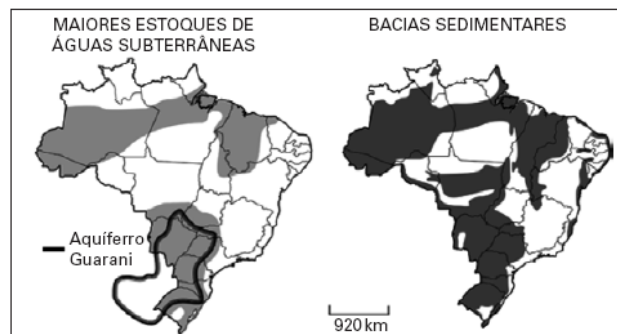 MAIORES ESTOQUES DE
ÁGUAS SUBTERRÂNEAS
BACIAS SEDIMENTARES
Aquíferro
Guarani
920 km